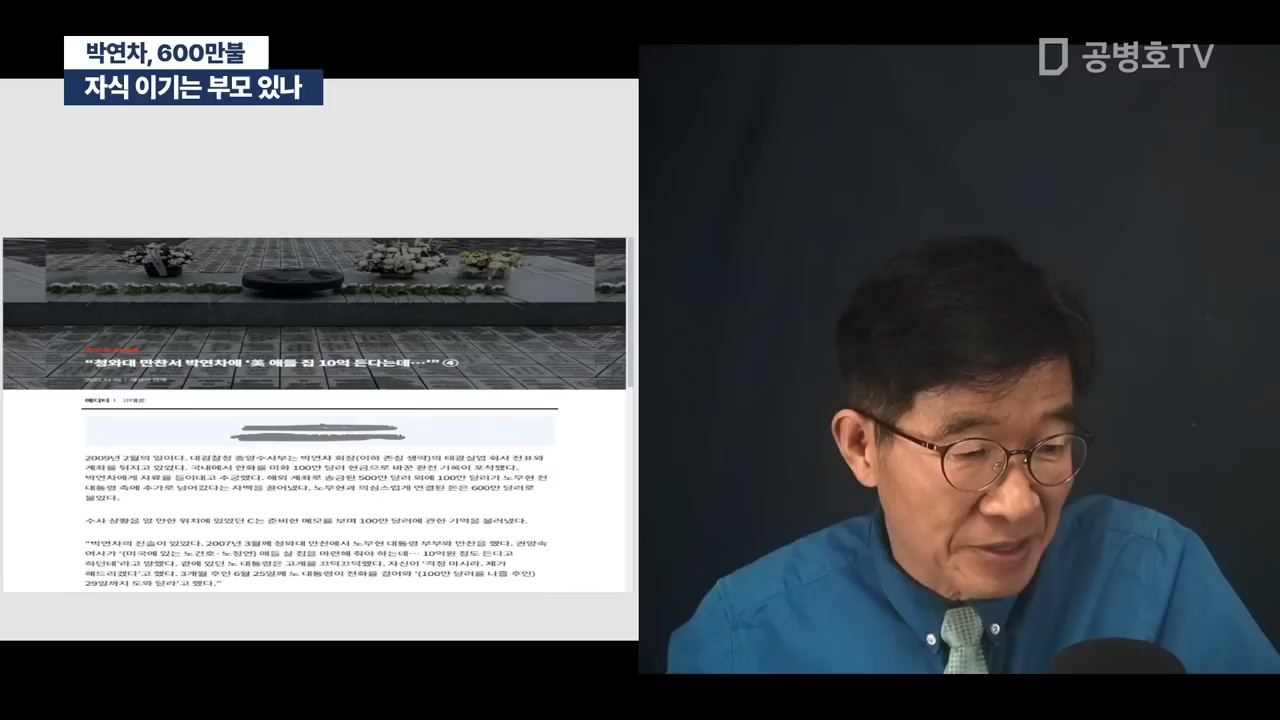 박연차, 600만불
자식 이기는 부모 있나
공병호TV
“청와대 만찬서 박연차에 ‘美 애들 집 10억 든다는데…’” ④
에디터 | 고대훈
2009년 2월의 일이다. 대검찰청 중앙수사부는 박연차 회장(이하 존칭 생략)의 태광실업 회사 전표와
계좌를 뒤지고 있었다. 국내에서 한화를 미화 100만 달러 현금으로 바꾼 환전 기록이 포착됐다.
박연차에게 자료를 들이대고 추궁했다. 해외 계좌로 송금된 500만 달러 외에 100만 달러가 노무현 전
대통령 측에 추가로 넘어갔다는 자백을 끌어냈다. 노무현과 의심스럽게 연결된 돈은 600만 달러로
불었다.
수사 상황을 알 만한 위치에 있었던 C는 준비한 메모를 보며 100만 달러에 관한 기억을 불러냈다.
“박연차의 진술이 있었다. 2007년 3월께 청와대 만찬에서 노무현 대통령 부부와 만찬을 했다. 권양숙
여사가 ‘(미국에 있는 노건호·노정연) 애들 살 집을 마련해 줘야 하는데… 10억원 정도 든다고
하던데’라고 말했다. 곁에 있던 노 대통령은 고개를 끄덕끄덕했다. 자신이 ‘걱정 마시라. 제가
해드리겠다’고 했다. 3개월 후인 6월 25일께 노 대통령이 전화를 걸어와 ‘(100만 달러를 나흘 후인)
29일까지 도와 달라’고 했다.”